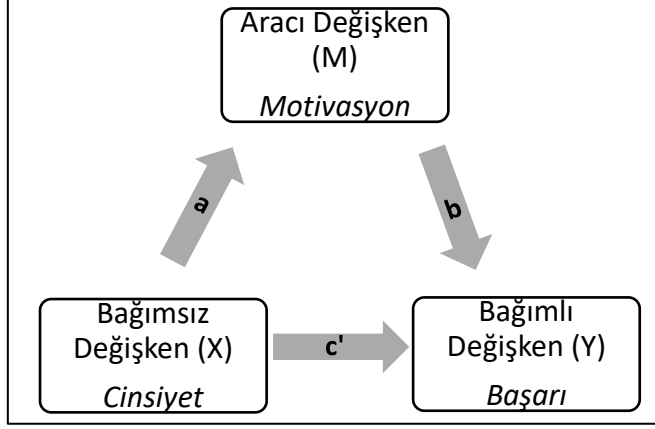 Aracı Değişken
(M)
Motivasyon
a
b
Bağımsız
Değişken (X)
Cinsiyet
c'
Bağımlı
Değişken (Y)
Başarı